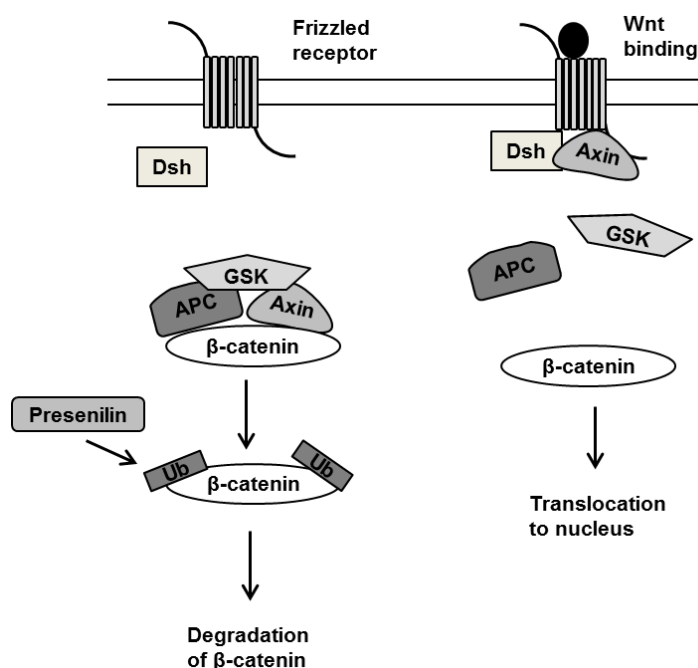 Frizzled
receptor
Wnt
binding
Dsh
Dsh
Axin
GSK
APC
Axin
β-catenin
GSK
APC
β-catenin
Presenilin
Ub
Ub
β-catenin
Translocation
to nucleus
Degradation
of β-catenin